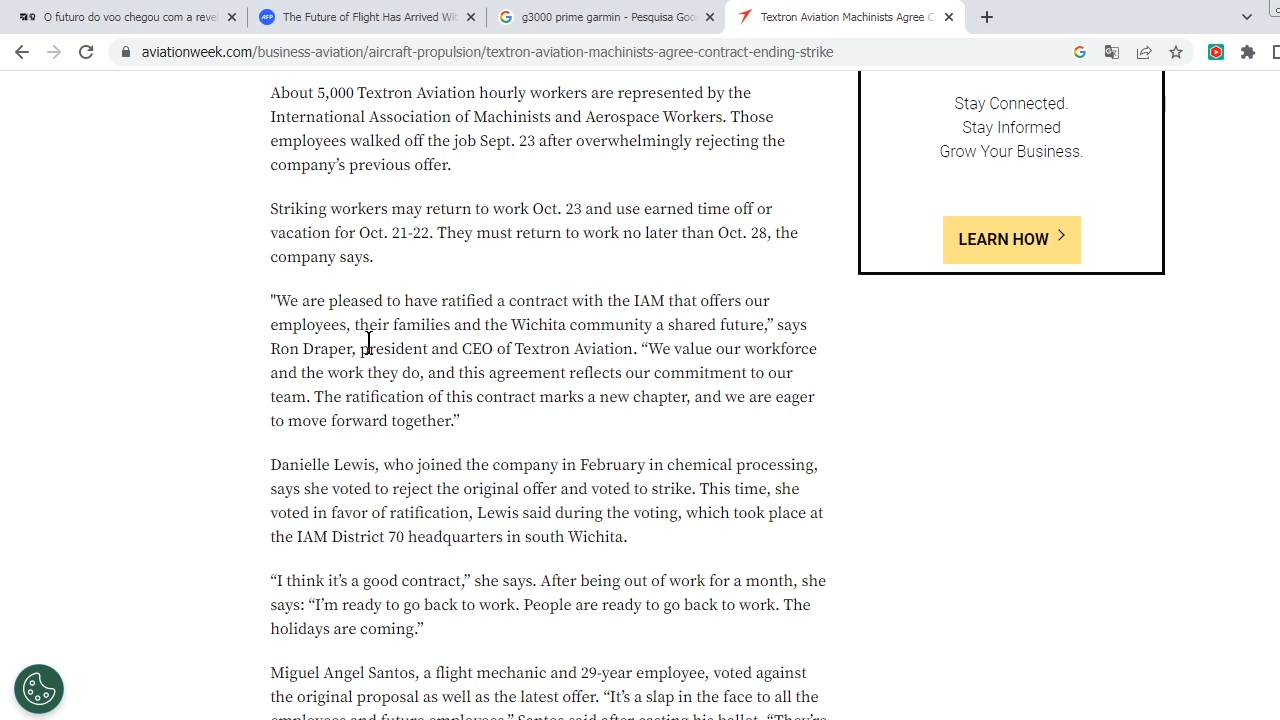 O futuro do voo chegou com a reve
AFP
The Future of Flight Has Arrived Wit
g3000 prime garmin - Pesquisa Goo
Textron Aviation Machinists Agree C
aviationweek.com/business-aviation/aircraft-propulsion/textron-aviation-machinists-agree-contract-ending-strike
About 5,000 Textron Aviation hourly workers are represented by the
International Association of Machinists and Aerospace Workers. Those
employees walked off the job Sept. 23 after overwhelmingly rejecting the
company’s previous offer.
Striking workers may return to work Oct. 23 and use earned time off or
vacation for Oct. 21-22. They must return to work no later than Oct. 28, the
company says.
"We are pleased to have ratified a contract with the IAM that offers our
employees, their families and the Wichita community a shared future,” says
Ron Draper, president and CEO of Textron Aviation. “We value our workforce
and the work they do, and this agreement reflects our commitment to our
team. The ratification of this contract marks a new chapter, and we are eager
to move forward together.”
Danielle Lewis, who joined the company in February in chemical processing,
says she voted to reject the original offer and voted to strike. This time, she
voted in favor of ratification, Lewis said during the voting, which took place at
the IAM District 70 headquarters in south Wichita.
“I think it’s a good contract,” she says. After being out of work for a month, she
says: “I’m ready to go back to work. People are ready to go back to work. The
holidays are coming.”
Miguel Angel Santos, a flight mechanic and 29-year employee, voted against
the original proposal as well as the latest offer. “It’s a slap in the face to all the
employees and future employees,” Santos said after casting his ballot. “They’re
Stay Connected.
Stay Informed
Grow Your Business.
LEARN HOW